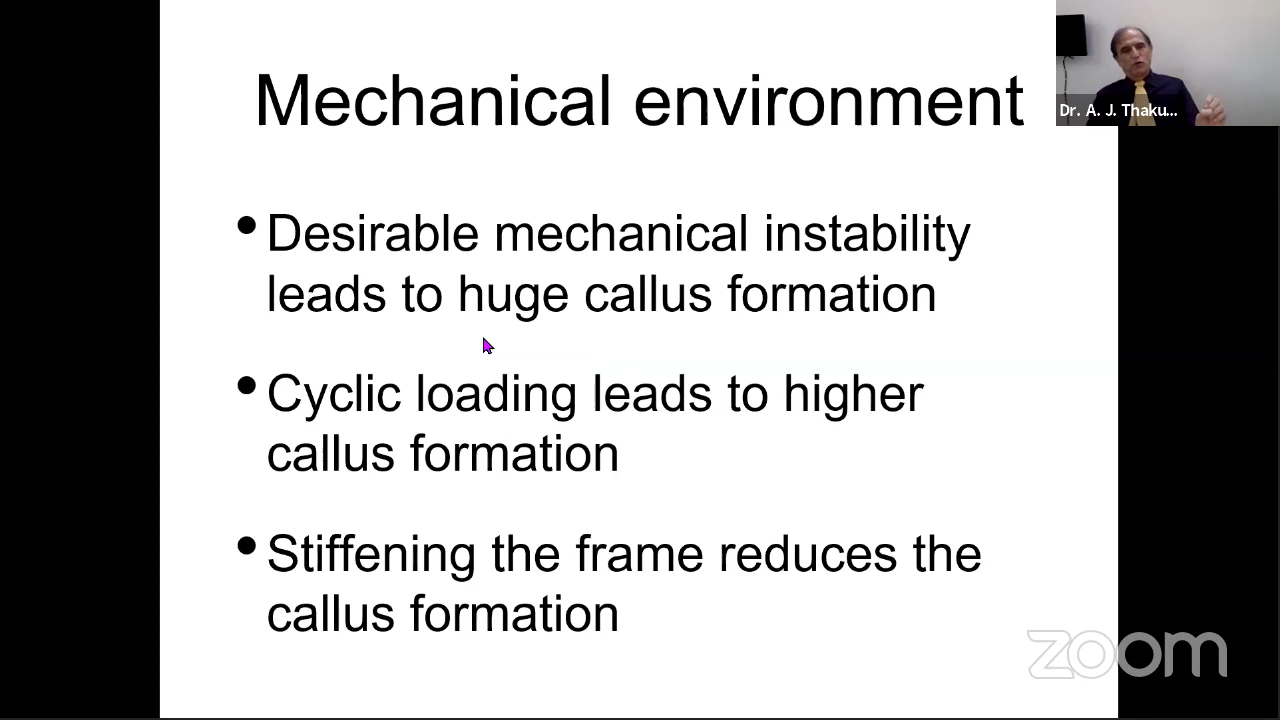 Mechanical environment
Dr. A. J. Thaku...
• Desirable mechanical instability
leads to huge callus formation
• Cyclic loading leads to higher
callus formation
• Stiffening the frame reduces the
callus formation
zoom